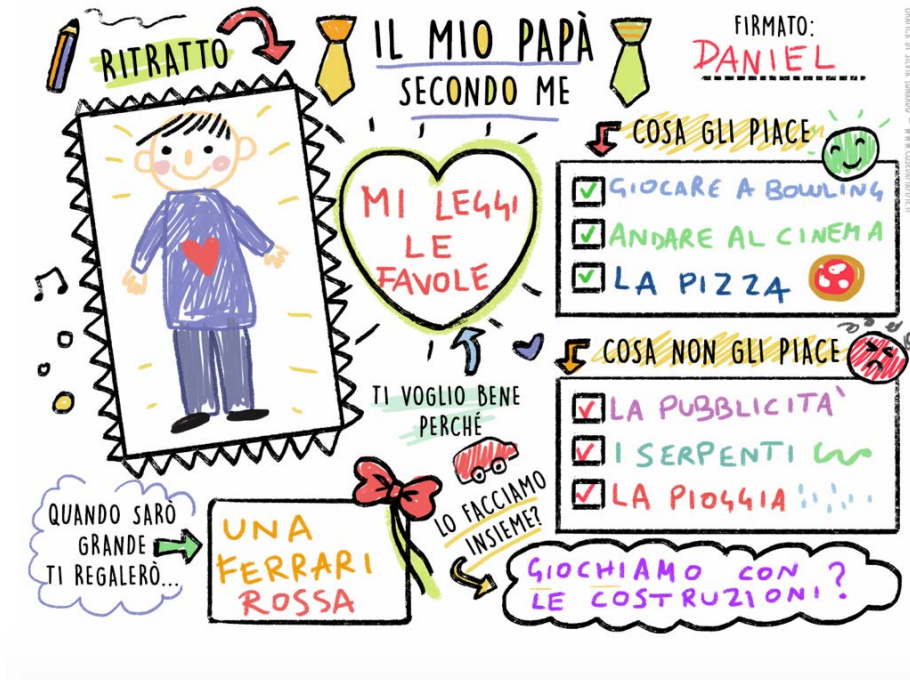 RITRATTO
IL MIO PAPÀ
SECONDO ME
FIRMATO:
DANIEL
MI LEGGI
LE
FAVOLE
TI VOGLIO BENE
PERCHÉ
COSA GLI PIACE
GIOCARE A BOWLING
ANDARE AL CINEMA
LA PIZZA
COSA NON GLI PIACE
LA PUBBLICITA'
I SERPENTI
LA PIOGGIA
QUANDO SARÒ
GRANDE
TI REGALERÒ...
UNA
FERRARI
ROSSA
LO FACCIAMO
INSIEME?
GIOCHIAMO CON
LE COSTRUZIONI?